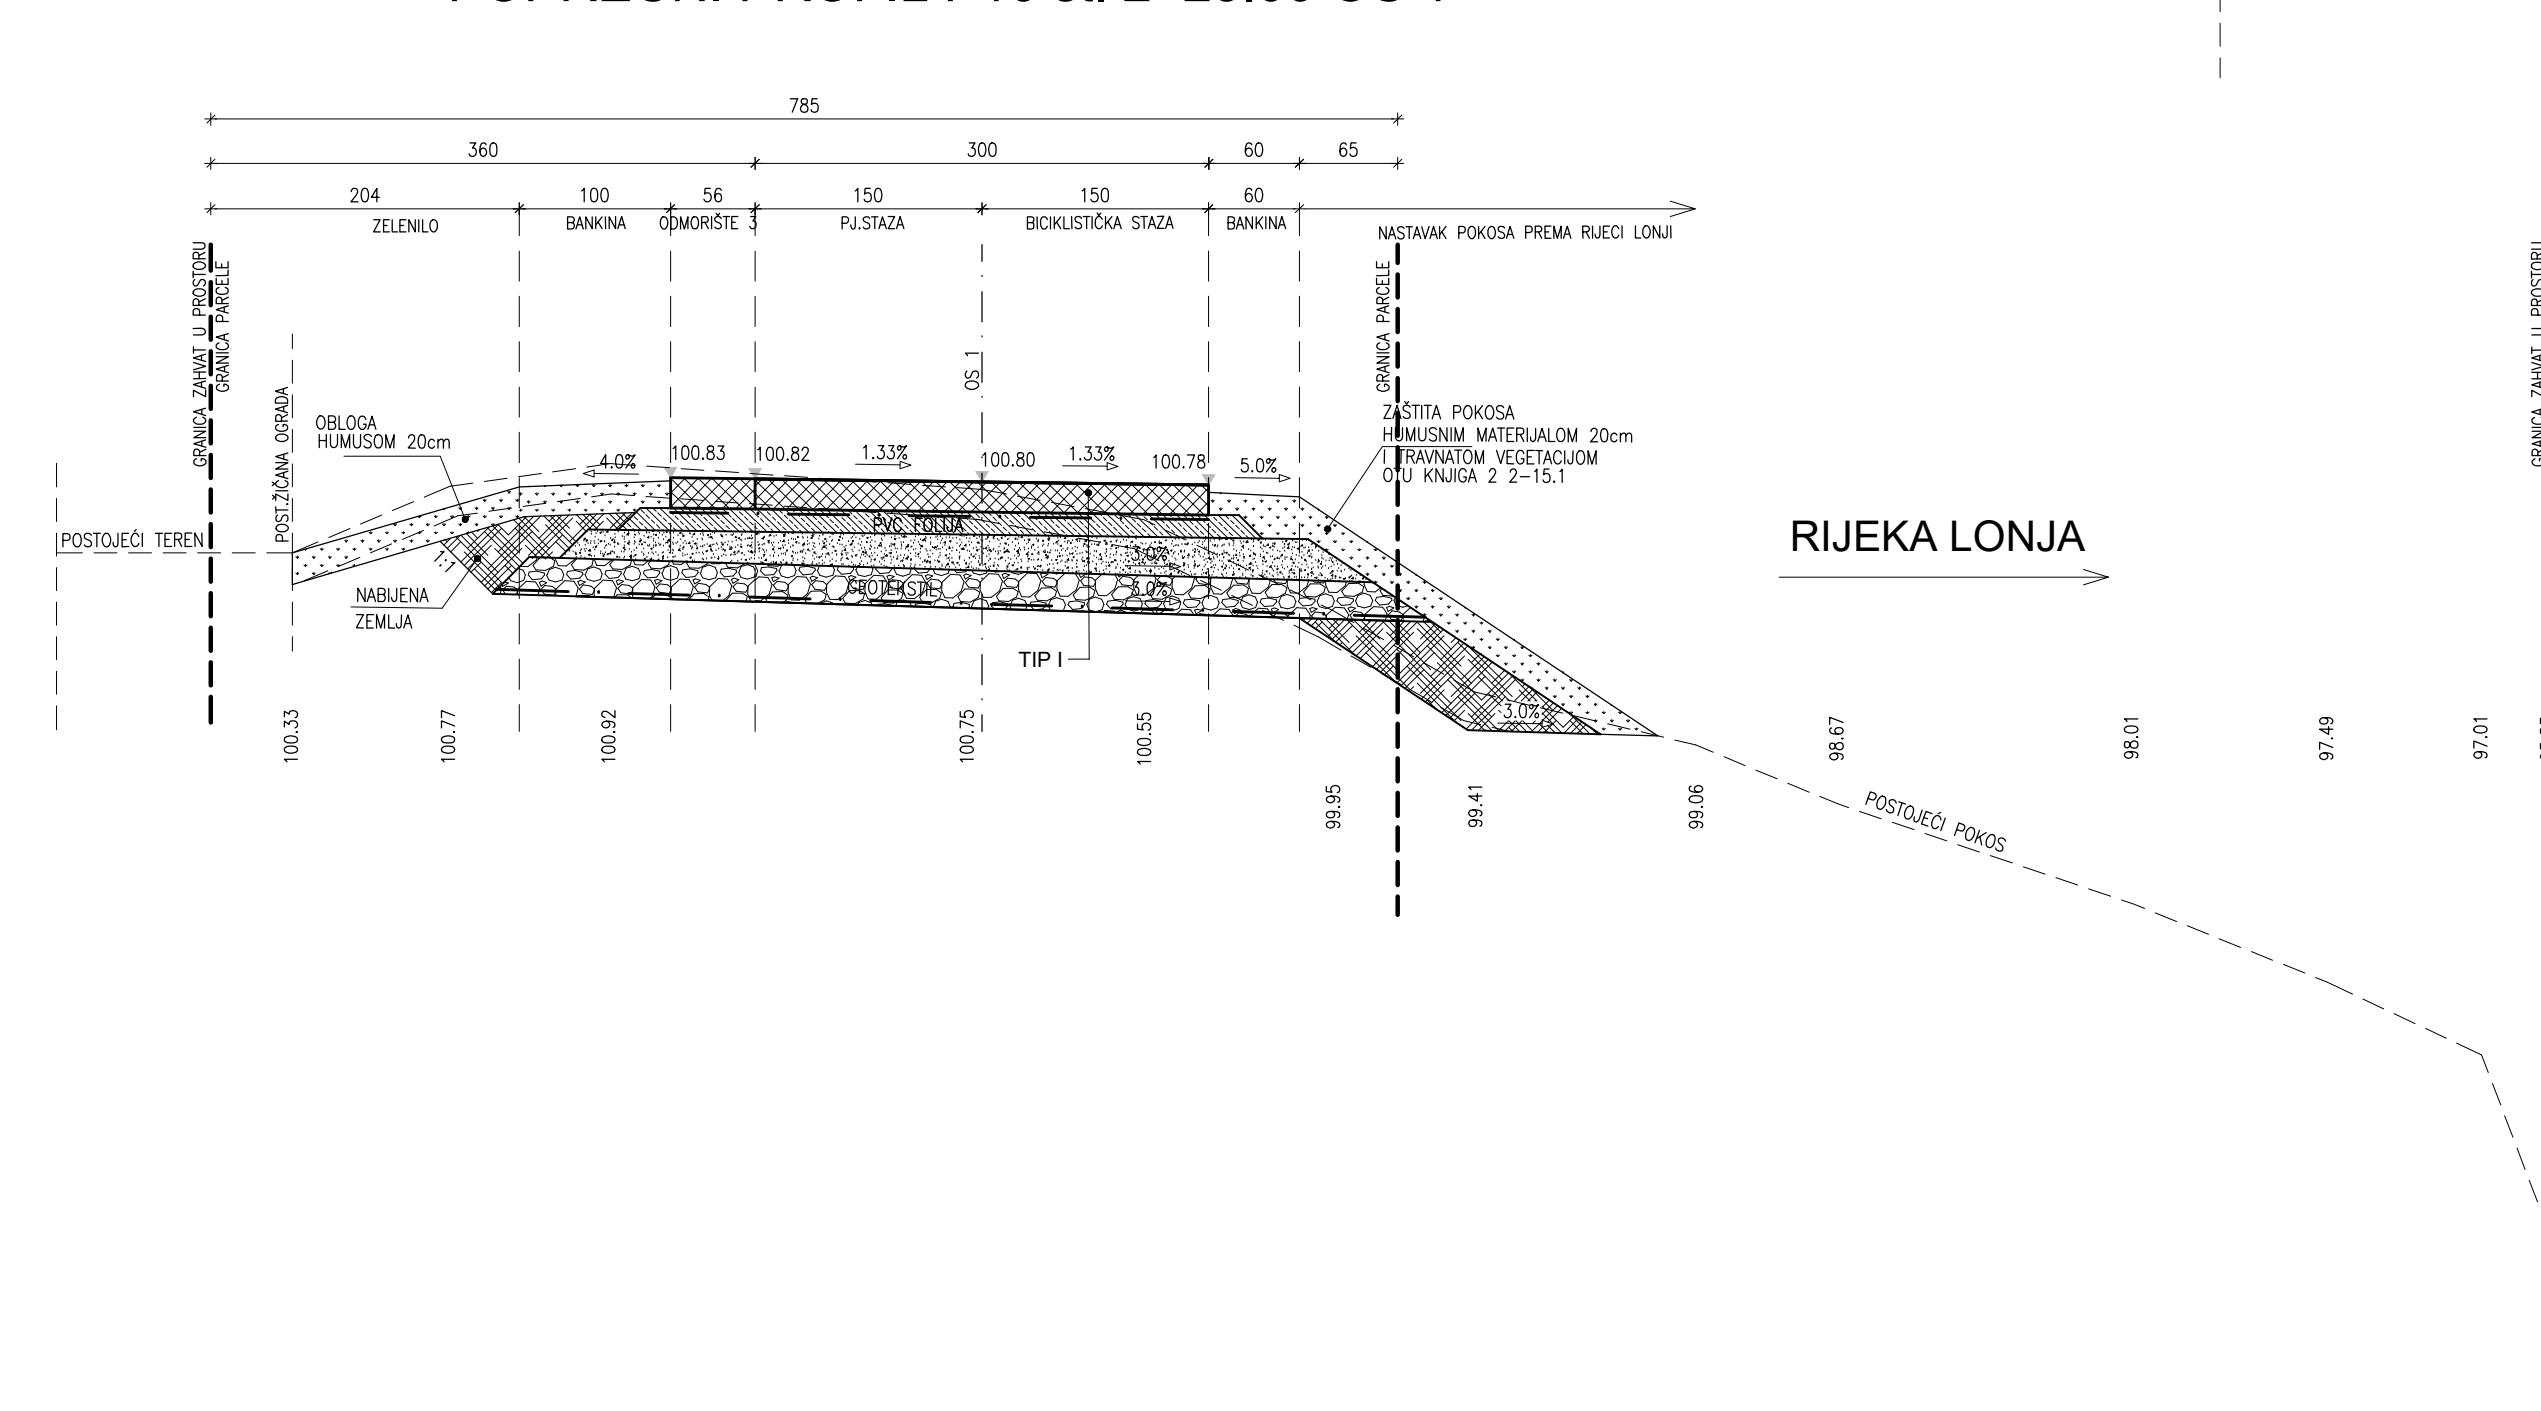 785
360
300
60
65
204
100
56
150
150
60
ZELENILO
BANKINA
ODMORIŠTE 3
PJ.STAZA
BICIKLISTIČKA STAZA
BANKINA
NASTAVAK POKOSA PREMA RIJECI LONJI
GRANICA ZAHVAT U PROSTORU
GRANICA PARCELE
POST.ŽIČANA OGRADA
OS 1
GRANICA PARCELE
GRANICA ZAHVAT U PROSTORU
OBLOGA
HUMUSOM 20cm
ZAŠTITA POKOSA
HUMUSNIM MATERIJALOM 20cm
I TRAVNATOM VEGETACIJOM
OTU KNJIGA 2 2-15.1
4.0%
100.83
100.82
1.33%
100.80
1.33%
100.78
5.0%
POSTOJEĆI TEREN
PVC FOLIJA
3.0%
1:1
GEOTEKSTIL
3.0%
NABIJENA
ZEMLJA
TIP I
RIJEKA LONJA
3.0%
100.33
100.77
100.92
100.75
100.55
99.95
99.41
99.06
98.67
98.01
97.49
97.01
POSTOJEĆI POKOS